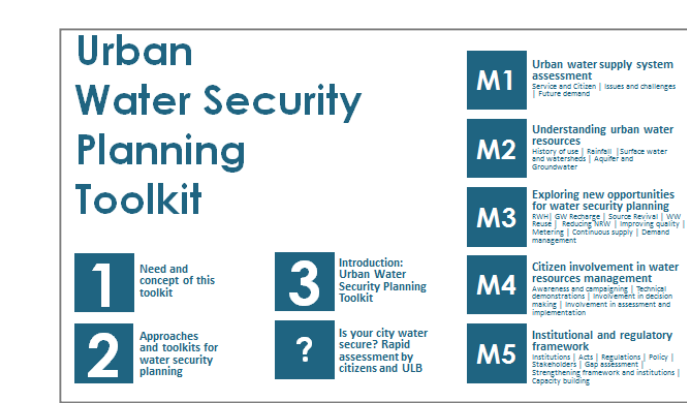 Urban
Water Security
Planning
Toolkit
1
Need and
concept of this
toolkit
2
Approaches
and toolkits for
water security
planning
3
Introduction:
Urban Water
Security Planning
Toolkit
?
Is your city water
secure? Rapid
assessment by
citizens and ULB
M1
Urban water supply system
assessment
Service and Citizen | Issues and challenges
| Future demand
M2
Understanding urban water
resources
History of use | Rainfall |Surface water
and watersheds | Aquifer and
Groundwater
M3
Exploring new opportunities
for water security planning
RWH| GW Recharge | Source Revival | WW
Reuse | Reducing NRW | Improving quality |
Metering | Continuous supply | Demand
management
M4
Citizen involvement in water
resources management
Awareness and campaigning | Technical
demonstrations | Involvement in decision
making | Involvement in assessment and
implementation
M5
Institutional and regulatory
framework
Institutions | Acts | Regulations | Policy |
Stakeholders | Gap assessment |
Strengthening framework and institutions |
Capacity building